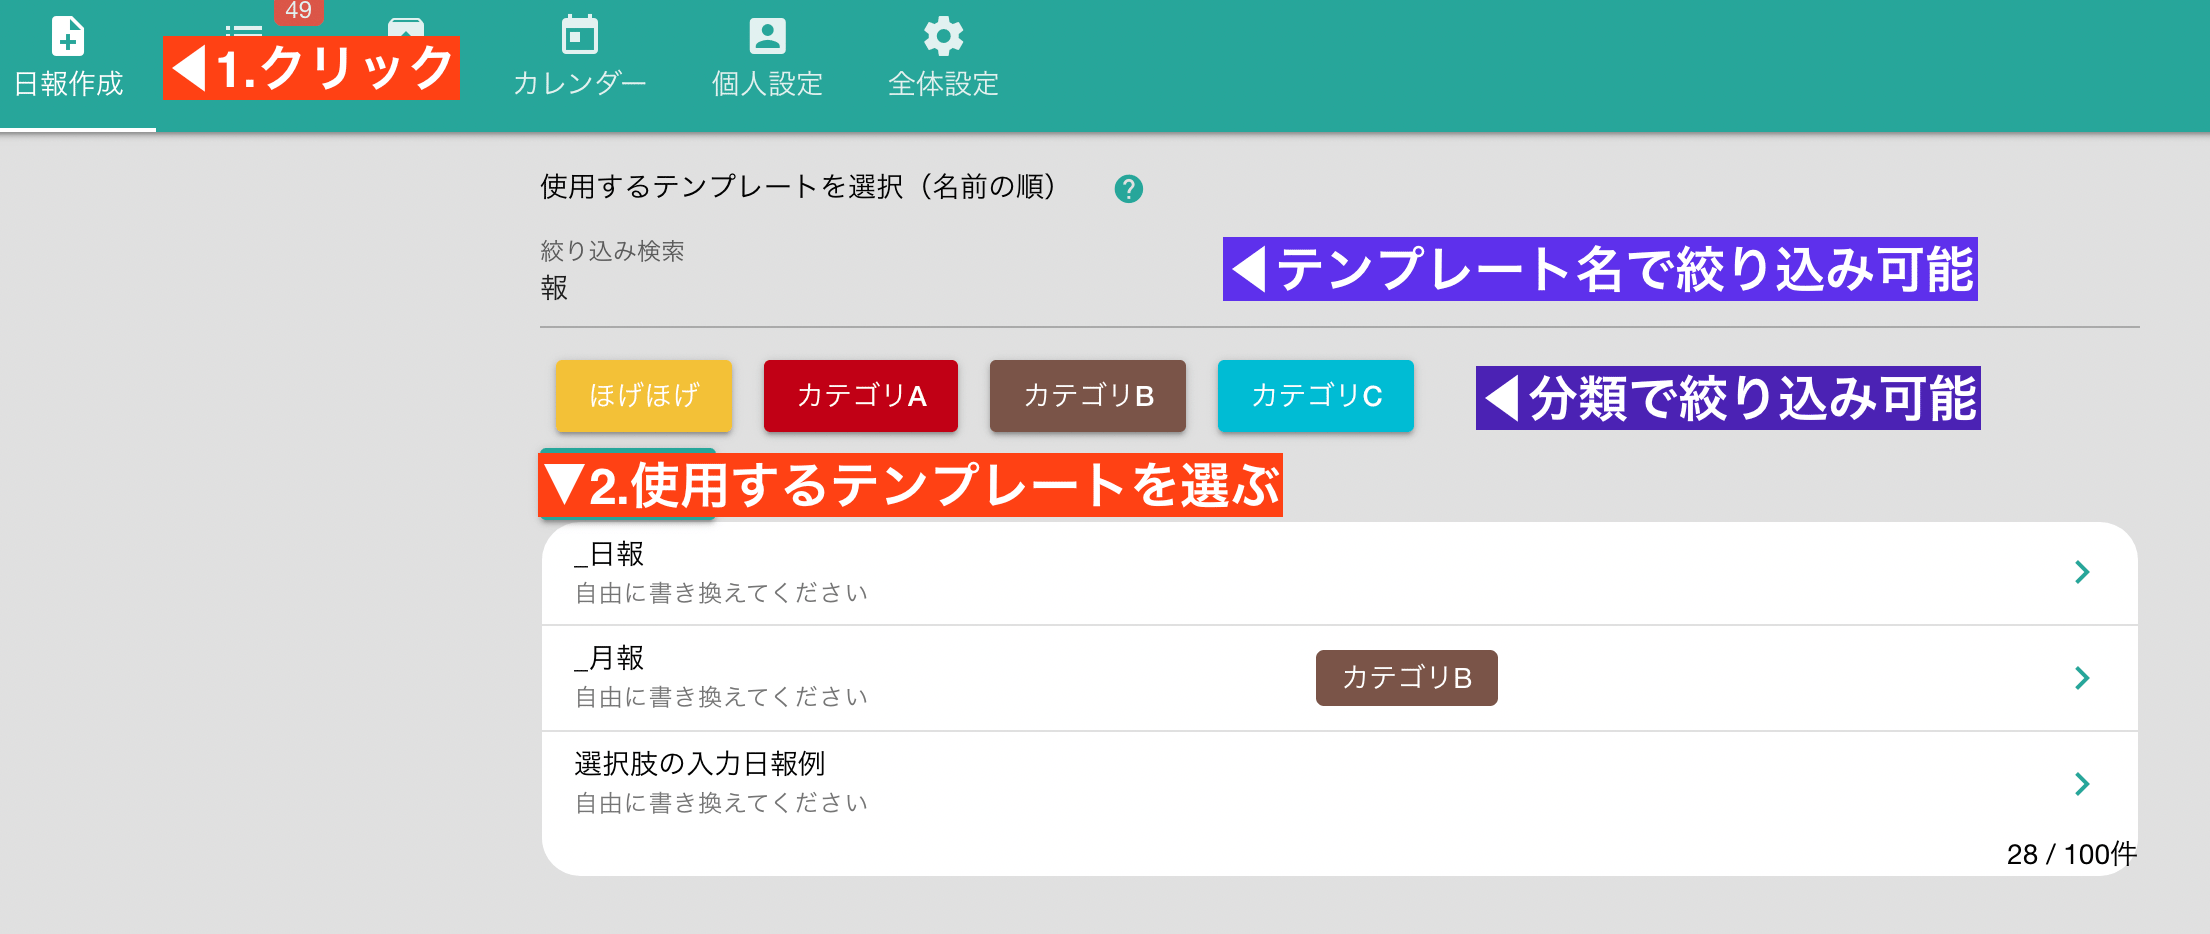 49
日報作成
◀1.クリック
カレンダー
個人設定
全体設定
使用するテンプレートを選択（名前の順）
?
絞り込み検索
報
◀テンプレート名で絞り込み可能
ほげほげ
カテゴリA
カテゴリB
カテゴリC
◀分類で絞り込み可能
▼2.使用するテンプレートを選ぶ
_日報
自由に書き換えてください
_月報
自由に書き換えてください
カテゴリB
選択肢の入力日報例
自由に書き換えてください
28 / 100件